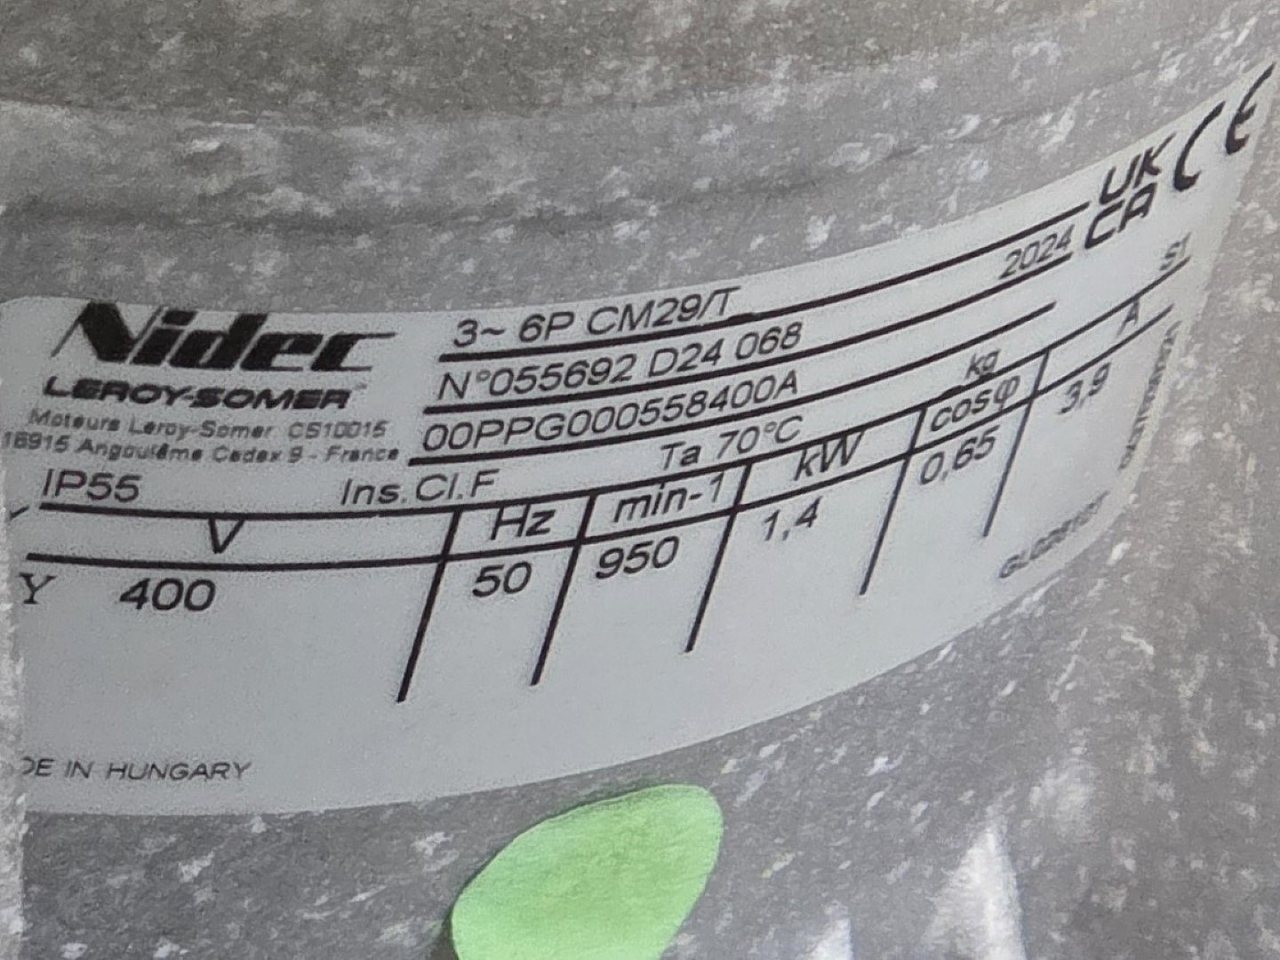 Nidec
LEROY-SOMER
Moteurs Leroy-Somer CS10015
16915 Angoulême Cedex 9 - France
UK
CA CE
3~ 6P CM29/T
N°055692 D24 068 2024
00PPG000558400A
kg
IP55 Ins.Cl.F Ta 70°C S1
V Hz min-1 kW cosφ A
Y 400 50 950 1,4 0,65 3,9
DE IN HUNGARY